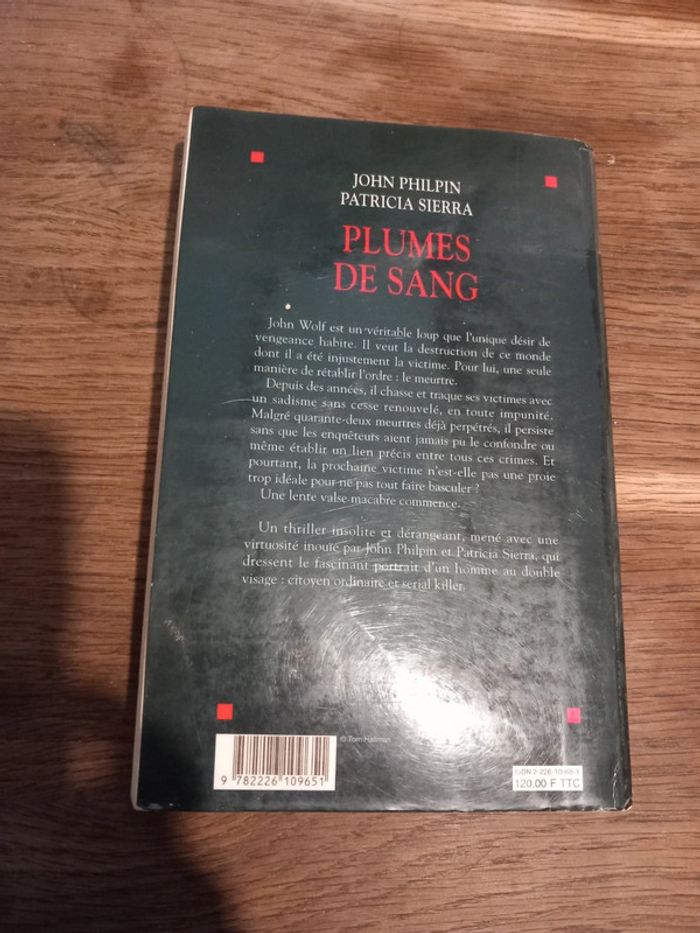 JOHN PHILPIN
PATRICIA SIERRA
PLUMES
DE SANG
John Wolf est un véritable loup que l'unique désir de
vengeance habite. Il veut la destruction de ce monde
dont il a été injustement la victime. Pour lui, une seule
manière de rétablir l'ordre : le meurtre.
Depuis des années, il chasse et traque ses victimes avec
un sadisme sans cesse renouvelé, en toute impunité.
Malgré quarante-deux meurtres déjà perpétrés, il persiste
sans que les enquêteurs aient jamais pu le confondre ou
même établir un lien précis entre tous ces crimes. Et
pourtant, la prochaine victime n'est-elle pas une proie
trop idéale pour ne pas tout faire basculer ?
Une lente valse macabre commence.
Un thriller insolite et dérangeant, mené avec une
virtuosité inouïe par John Philpin et Patricia Sierra, qui
dressent le fascinant portrait d'un homme au double
visage : citoyen ordinaire et serial killer.
© Tom Hallman
9 782226 109651
ISBN 2-226-10965-1
120,00 F TTC